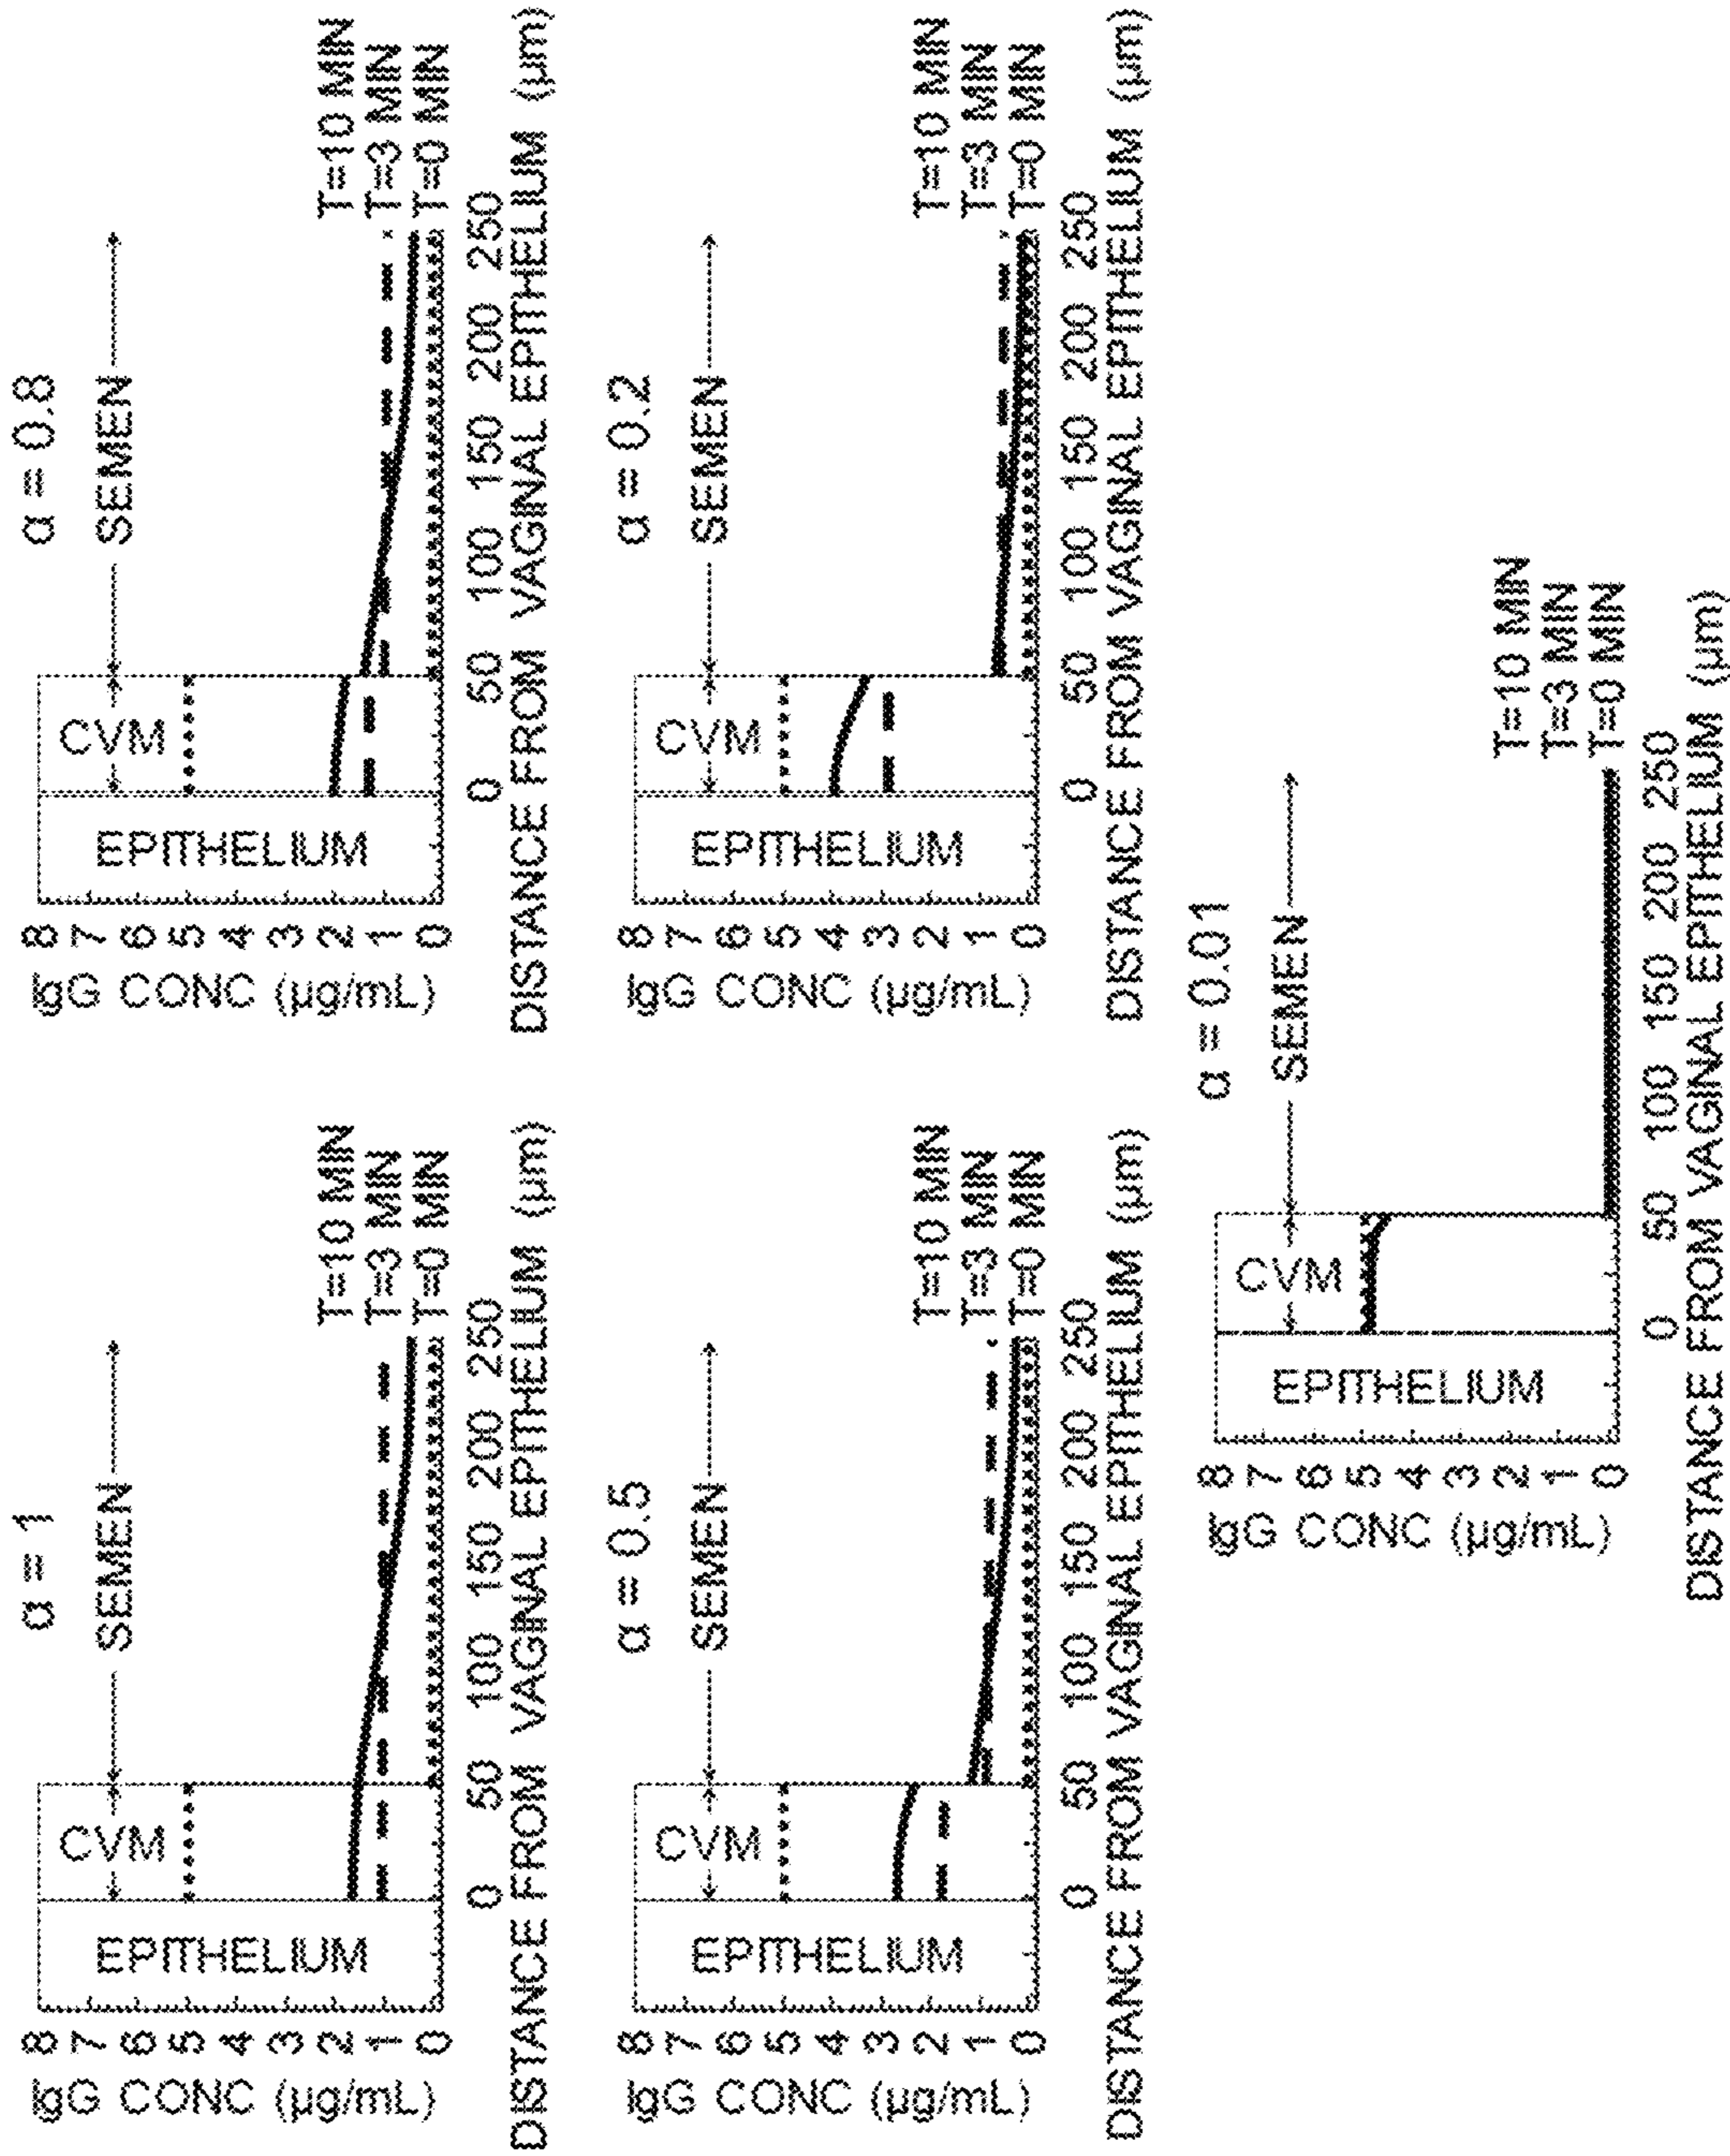 α = 1
SEMEN
CVM
EPITHELIUM
IgG CONC (µg/mL)
8
7
6
5
4
3
2
1
0
T=10 MIN
T=3 MIN
T=0 MIN
0 50 100 150 200 250
DISTANCE FROM VAGINAL EPITHELIUM (µm)
α = 0.8
SEMEN
CVM
EPITHELIUM
IgG CONC (µg/mL)
8
7
6
5
4
3
2
1
0
T=10 MIN
T=3 MIN
T=0 MIN
0 50 100 150 200 250
DISTANCE FROM VAGINAL EPITHELIUM (µm)
α = 0.5
SEMEN
CVM
EPITHELIUM
IgG CONC (µg/mL)
8
7
6
5
4
3
2
1
0
T=10 MIN
T=3 MIN
T=0 MIN
0 50 100 150 200 250
DISTANCE FROM VAGINAL EPITHELIUM (µm)
α = 0.2
SEMEN
CVM
EPITHELIUM
IgG CONC (µg/mL)
8
7
6
5
4
3
2
1
0
T=10 MIN
T=3 MIN
T=0 MIN
0 50 100 150 200 250
DISTANCE FROM VAGINAL EPITHELIUM (µm)
α = 0.01
SEMEN
CVM
EPITHELIUM
IgG CONC (µg/mL)
8
7
6
5
4
3
2
1
0
T=10 MIN
T=3 MIN
T=0 MIN
0 50 100 150 200 250
DISTANCE FROM VAGINAL EPITHELIUM (µm)